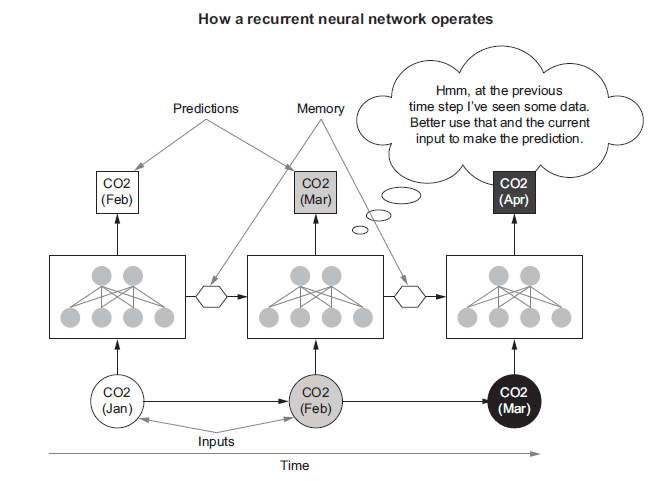 How a recurrent neural network operates
Hmm, at the previous
time step I've seen some data.
Better use that and the current
input to make the prediction.
Predictions
Memory
CO2
(Feb)
CO2
(Mar)
CO2
(Apr)
CO2
(Jan)
CO2
(Feb)
CO2
(Mar)
Inputs
Time